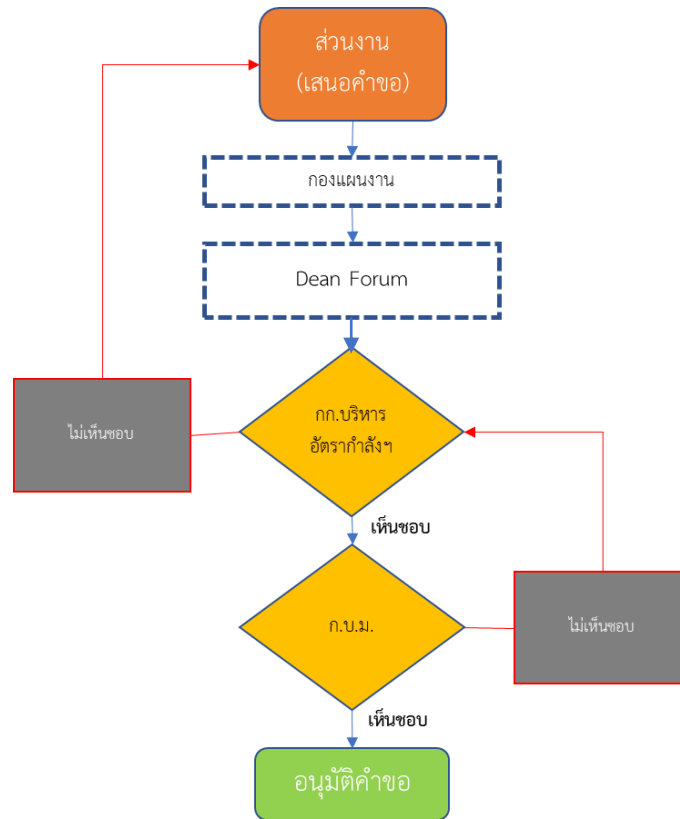 ส่วนงาน
(เสนอคำขอ)
กองแผนงาน
Dean Forum
กก.บริหาร
อัตรากำลังฯ
ไม่เห็นชอบ
เห็นชอบ
ก.บ.ม.
ไม่เห็นชอบ
เห็นชอบ
อนุมัติคำขอ